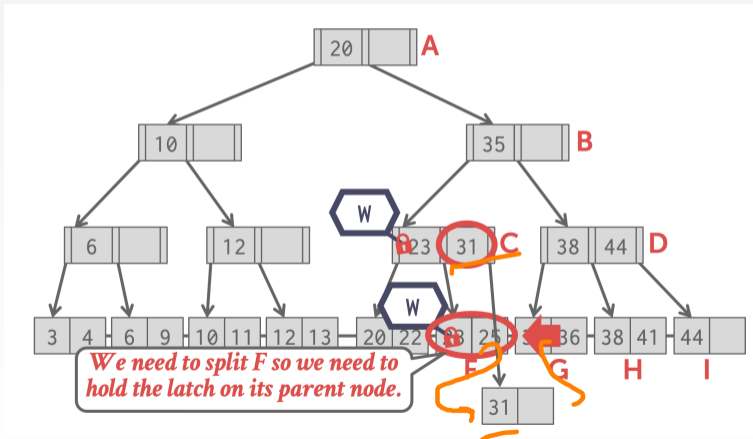 20 A
10 35 B
W
6 12 23 31 C 38 44 D
W
3 4 6 9 10 11 12 13 20 22 25 36 38 41 44
F G H I
We need to split F so we need to
hold the latch on its parent node.
31